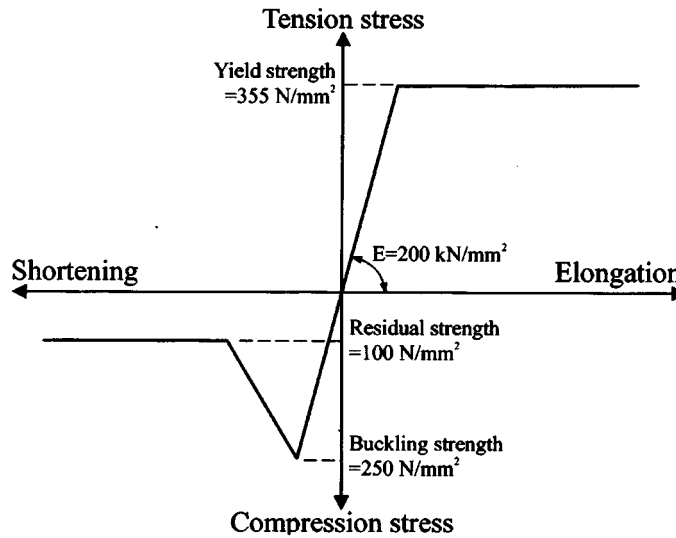 Tension stress
Yield strength
=355 N/mm²
E=200 kN/mm²
Shortening
Elongation
Residual strength
=100 N/mm²
Buckling strength
=250 N/mm²
Compression stress